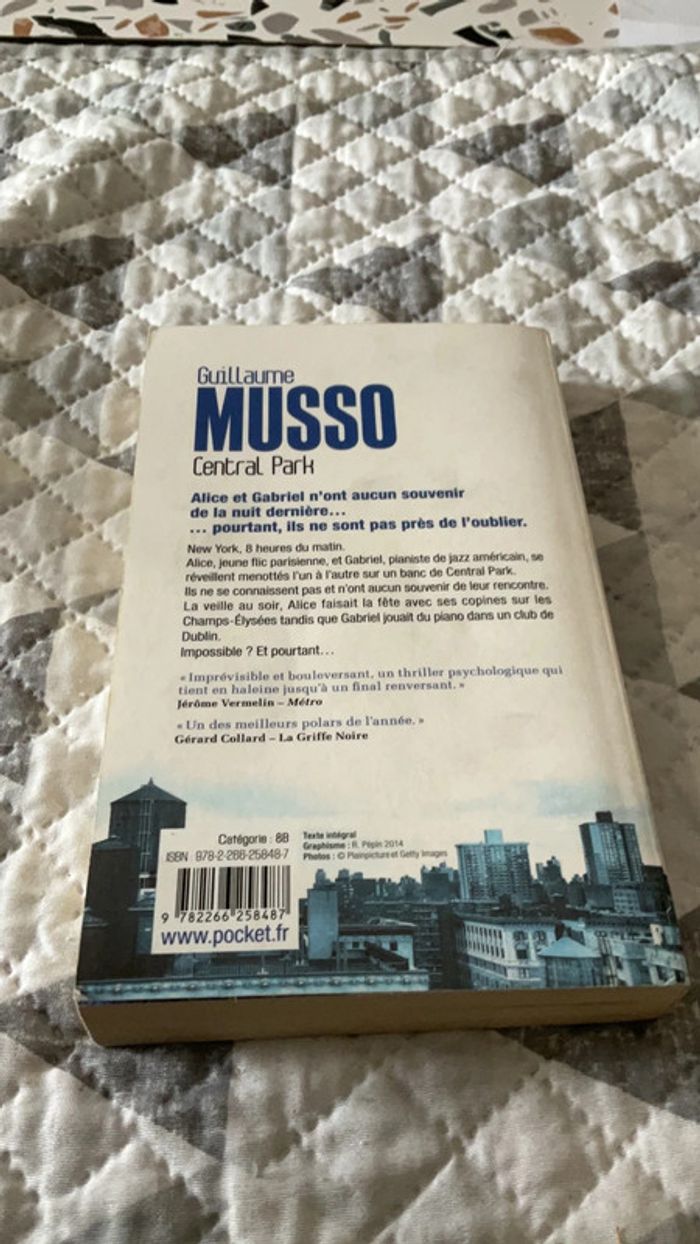 Guillaume
MUSSO
Central Park
Alice et Gabriel n'ont aucun souvenir
de la nuit dernière...
... pourtant, ils ne sont pas près de l'oublier.
New York, 8 heures du matin.
Alice, jeune flic parisienne, et Gabriel, pianiste de jazz américain, se
réveillent menottés l'un à l'autre sur un banc de Central Park.
Ils ne se connaissent pas et n'ont aucun souvenir de leur rencontre.
La veille au soir, Alice faisait la fête avec ses copines sur les
Champs-Élysées tandis que Gabriel jouait du piano dans un club de
Dublin.
Impossible ? Et pourtant...
« Imprévisible et bouleversant, un thriller psychologique qui
tient en haleine jusqu'à un final renversant. »
Jérôme Vermelin – Métro
« Un des meilleurs polars de l'année. »
Gérard Collard – La Griffe Noire
Catégorie : 8B
ISBN : 978-2-266-25848-7
9 782266 258487
www.pocket.fr
Texte intégral
Graphisme : R. Pépin 2014
Photos : © Plainpicture et Getty Images